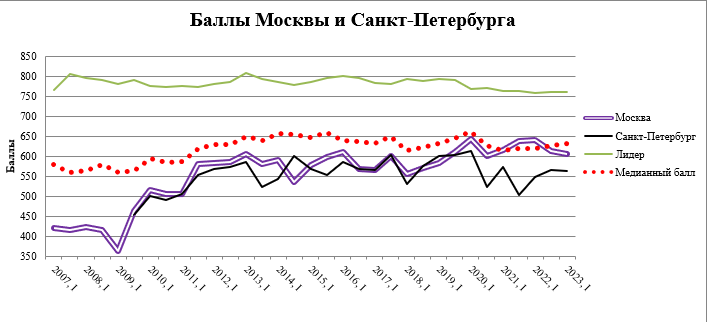 Баллы Москвы и Санкт-Петербурга
850
800
750
700
650
600
550
500
450
400
350
Баллы
2007, I
2008, I
2009, I
2010, I
2011, I
2012, I
2013, I
2014, I
2015, I
2016, I
2017, I
2018, I
2019, I
2020, I
2021, I
2022, I
2023, I
Москва
Санкт-Петербург
Лидер
Медианный балл